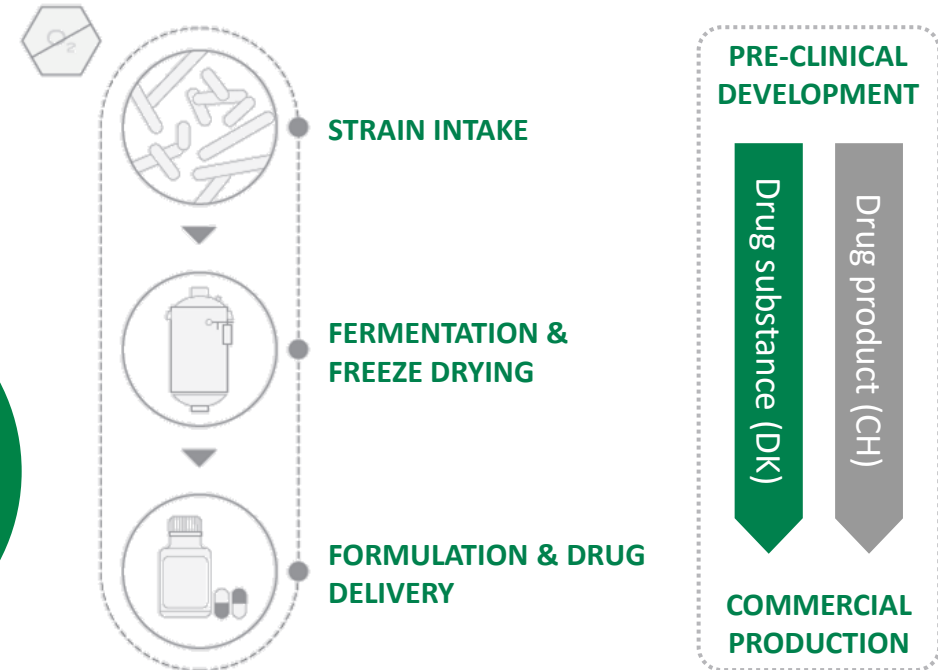 O2
STRAIN INTAKE
FERMENTATION &
FREEZE DRYING
FORMULATION & DRUG
DELIVERY
PRE-CLINICAL
DEVELOPMENT
Drug substance (DK)
Drug product (CH)
COMMERCIAL
PRODUCTION